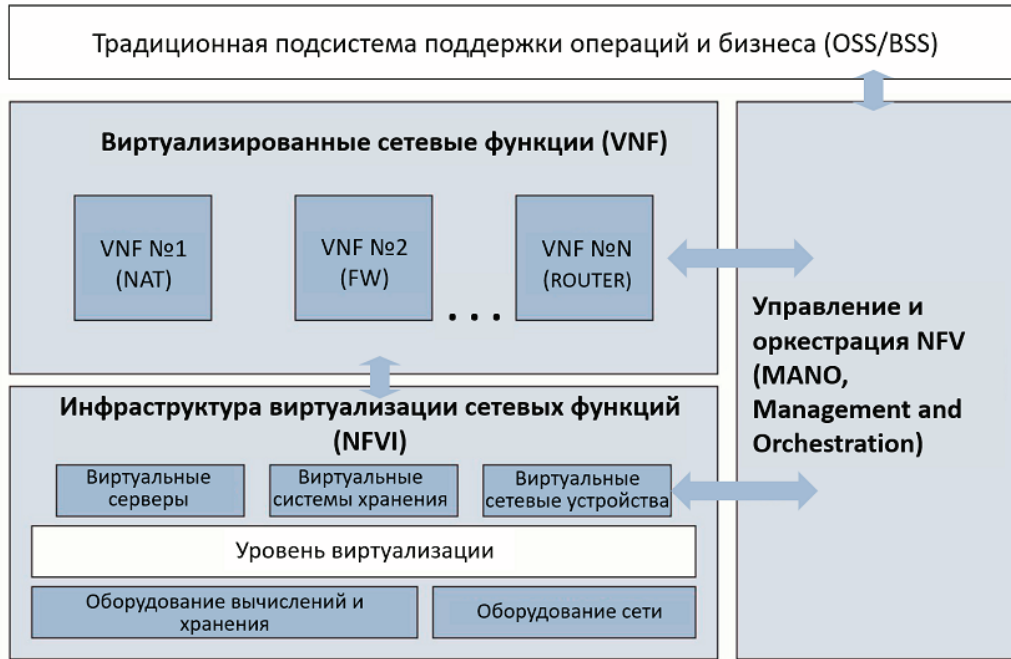 Традиционная подсистема поддержки операций и бизнеса (OSS/BSS)
Виртуализированные сетевые функции (VNF)
VNF №1
(NAT)
VNF №2
(FW)
. . .
VNF №N
(ROUTER)
Инфраструктура виртуализации сетевых функций
(NFVI)
Виртуальные
серверы
Виртуальные
системы хранения
Виртуальные
сетевые устройства
Уровень виртуализации
Оборудование вычислений и
хранения
Оборудование сети
Управление и
оркестрация NFV
(MANO,
Management and
Orchestration)